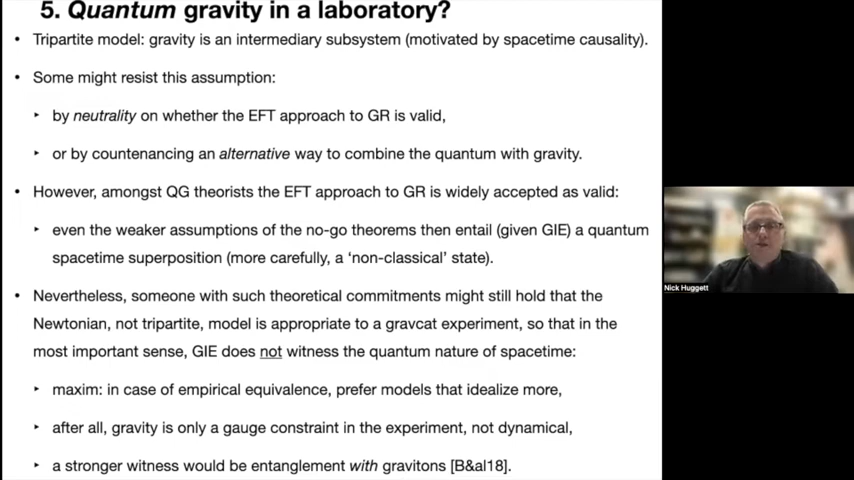 5. Quantum gravity in a laboratory?
• Tripartite model: gravity is an intermediary subsystem (motivated by spacetime causality).
• Some might resist this assumption:
‣ by neutrality on whether the EFT approach to GR is valid,
‣ or by countenancing an alternative way to combine the quantum with gravity.
• However, amongst QG theorists the EFT approach to GR is widely accepted as valid:
‣ even the weaker assumptions of the no-go theorems then entail (given GIE) a quantum
spacetime superposition (more carefully, a ‘non-classical’ state).
• Nevertheless, someone with such theoretical commitments might still hold that the
Newtonian, not tripartite, model is appropriate to a gravcat experiment, so that in the
most important sense, GIE does not witness the quantum nature of spacetime:
‣ maxim: in case of empirical equivalence, prefer models that idealize more,
‣ after all, gravity is only a gauge constraint in the experiment, not dynamical,
‣ a stronger witness would be entanglement with gravitons [B&al18].
Nick Huggett